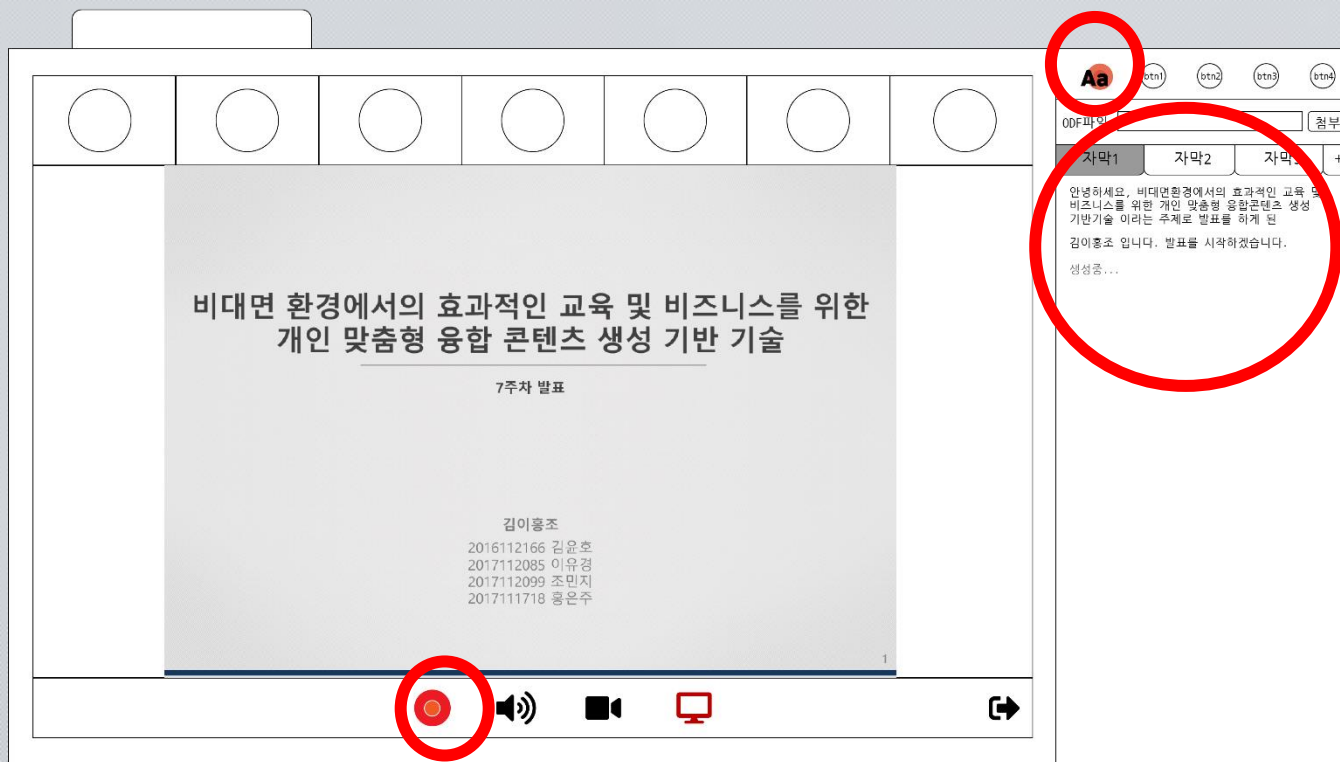 Aa
btn1
btn2
btn3
btn4
ODF파일
첨부
자막1
자막2
자막3
+
안녕하세요, 비대면환경에서의 효과적인 교육 및
비즈니스를 위한 개인 맞춤형 융합콘텐츠 생성
기반기술 이라는 주제로 발표를 하게 된
김이홍조 입니다. 발표를 시작하겠습니다.
생성중...
비대면 환경에서의 효과적인 교육 및 비즈니스를 위한
개인 맞춤형 융합 콘텐츠 생성 기반 기술
7주차 발표
김이홍조
2016112166 김윤호
2017112085 이유경
2017112099 조민지
2017111718 홍은주
1